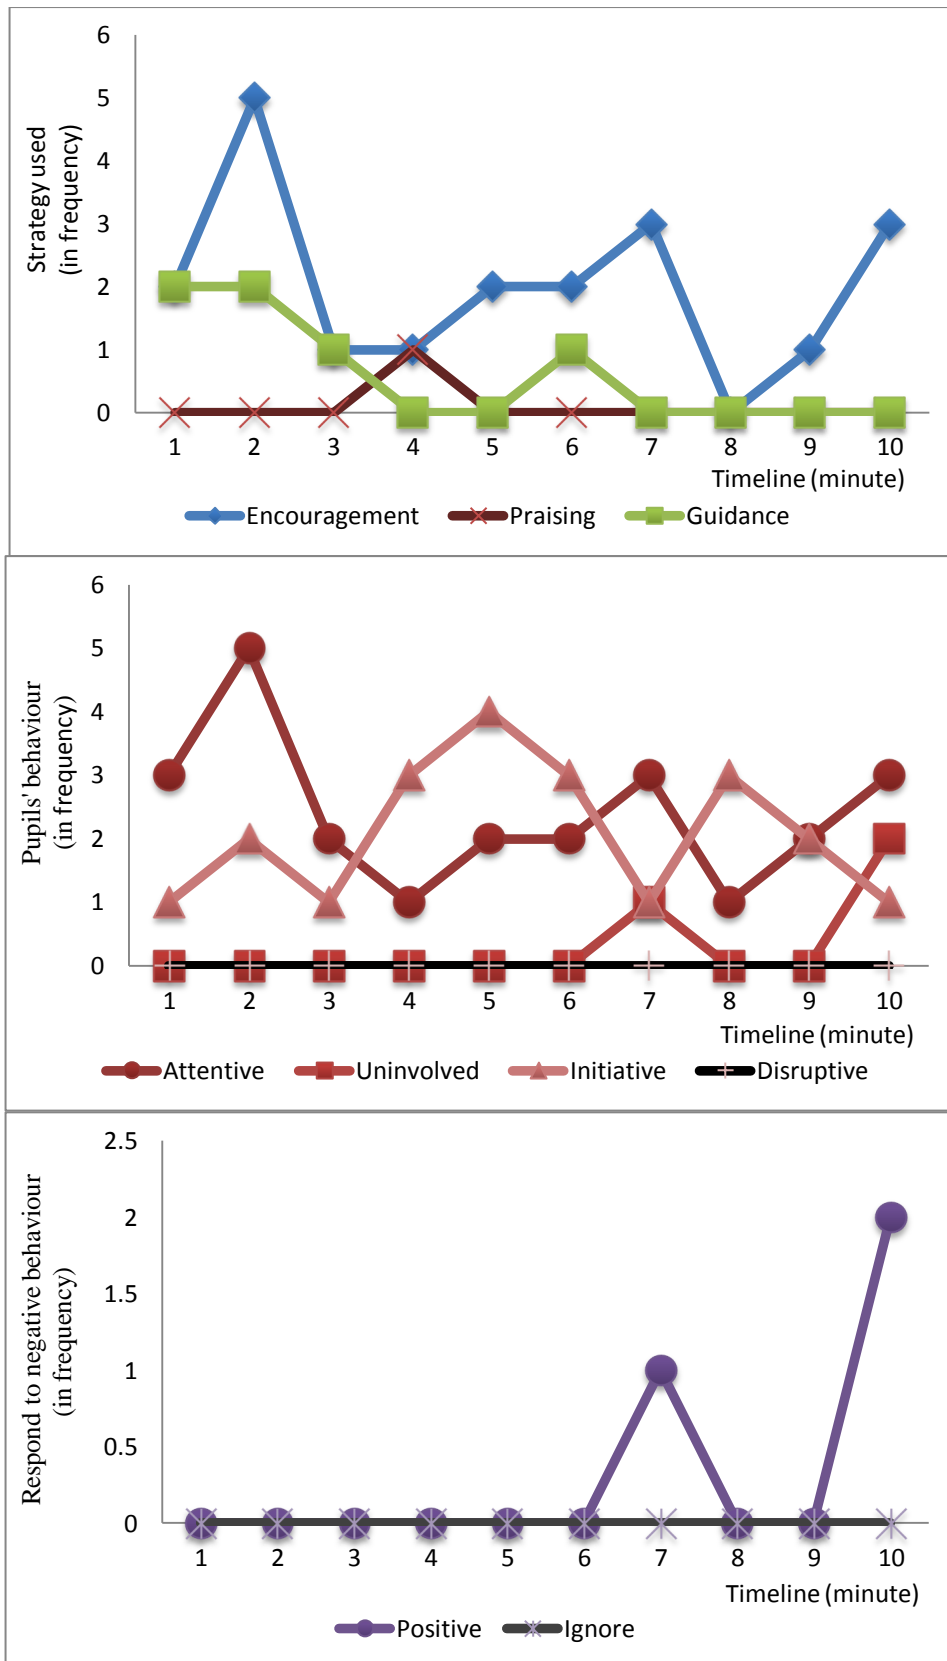 6
5
4
3
2
1
0
Strategy used
(in frequency)
1 2 3 4 5 6 7 8 9 10
Timeline (minute)
Encouragement Praising Guidance
6
5
4
3
2
1
0
Pupils' behaviour
(in frequency)
1 2 3 4 5 6 7 8 9 10
Timeline (minute)
Attentive Uninvolved Initiative Disruptive
2.5
2
1.5
1
0.5
0
Respond to negative behaviour
(in frequency)
1 2 3 4 5 6 7 8 9 10
Timeline (minute)
Positive Ignore